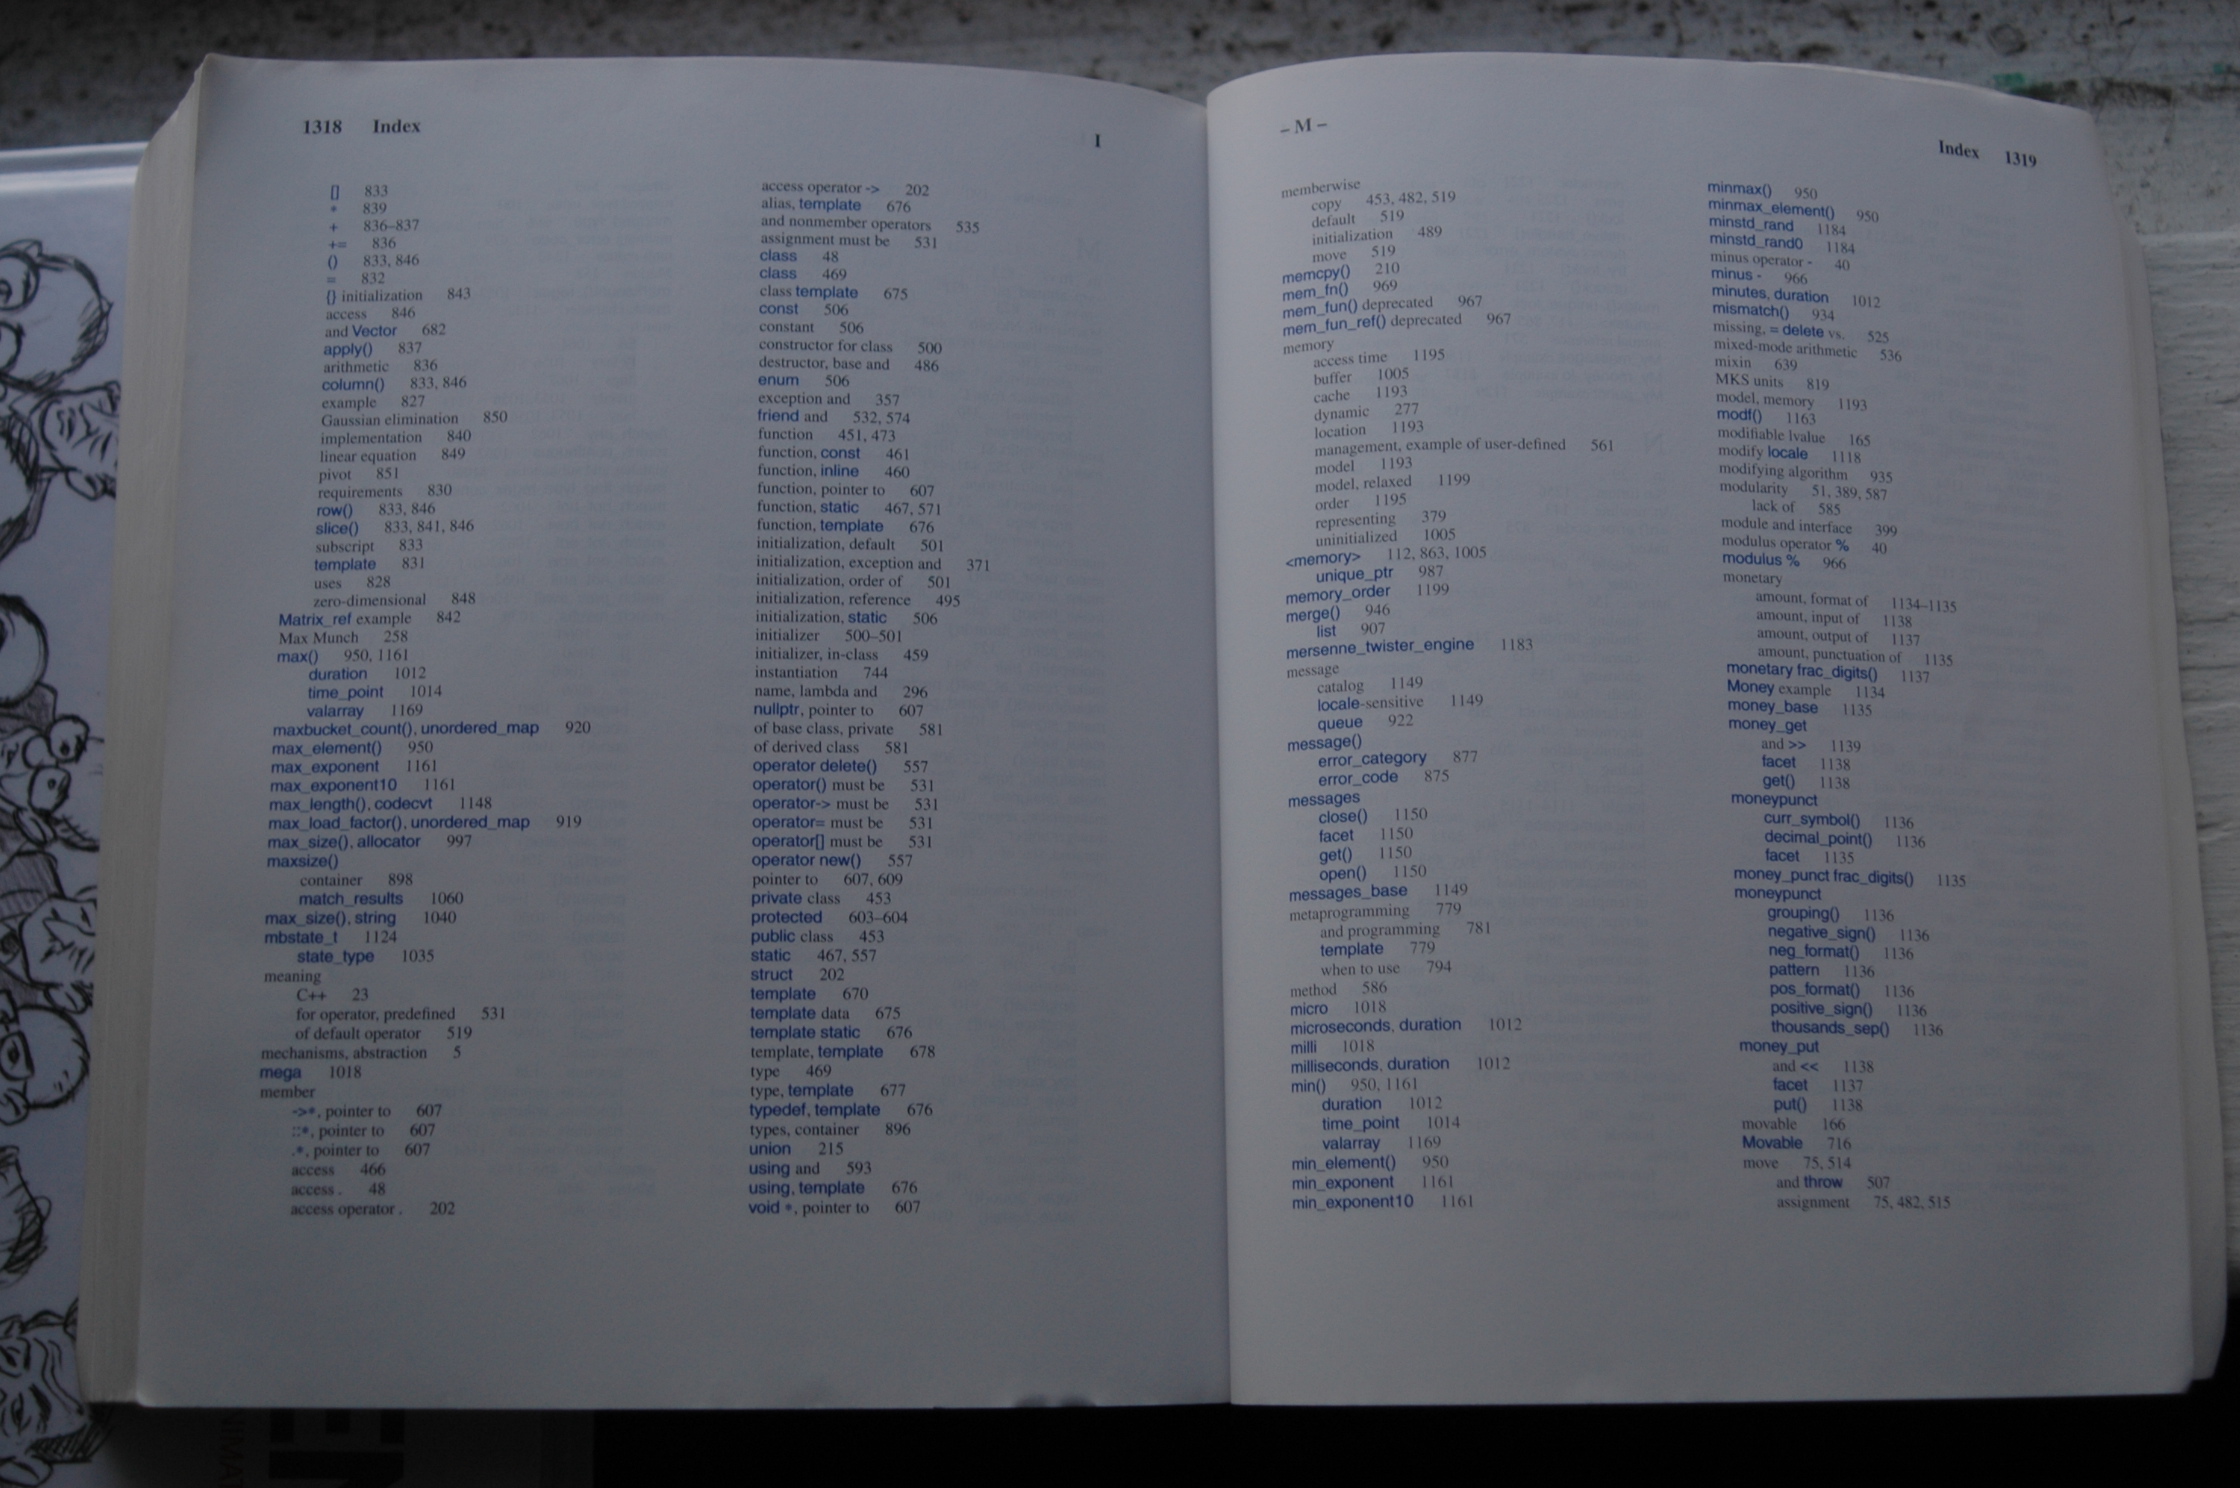 1318 Index
I
[] 833
* 839
+ 836–837
+= 836
() 833, 846
= 832
{} initialization 843
access 846
and Vector 682
apply() 837
arithmetic 836
column() 833, 846
example 827
Gaussian elimination 850
implementation 840
linear equation 849
pivot 851
requirements 830
row() 833, 846
slice() 833, 841, 846
subscript 833
template 831
uses 828
zero-dimensional 848
Matrix_ref example 842
Max Munch 258
max() 950, 1161
duration 1012
time_point 1014
valarray 1169
maxbucket_count(), unordered_map 920
max_element() 950
max_exponent 1161
max_exponent10 1161
max_length(), codecvt 1148
max_load_factor(), unordered_map 919
max_size(), allocator 997
maxsize()
container 898
match_results 1060
max_size(), string 1040
mbstate_t 1124
state_type 1035
meaning
C++ 23
for operator, predefined 531
of default operator 519
mechanisms, abstraction 5
mega 1018
member
->*, pointer to 607
::*, pointer to 607
.*, pointer to 607
access 466
access . 48
access operator . 202
access operator -> 202
alias, template 676
and nonmember operators 535
assignment must be 531
class 48
class 469
class template 675
const 506
constant 506
constructor for class 500
destructor, base and 486
enum 506
exception and 357
friend and 532, 574
function 451, 473
function, const 461
function, inline 460
function, pointer to 607
function, static 467, 571
function, template 676
initialization, default 501
initialization, exception and 371
initialization, order of 501
initialization, reference 495
initialization, static 506
initializer 500–501
initializer, in-class 459
instantiation 744
name, lambda and 296
nullptr, pointer to 607
of base class, private 581
of derived class 581
operator delete() 557
operator() must be 531
operator-> must be 531
operator= must be 531
operator[] must be 531
operator new() 557
pointer to 607, 609
private class 453
protected 603–604
public class 453
static 467, 557
struct 202
template 670
template data 675
template static 676
template, template 678
type 469
type, template 677
typedef, template 676
types, container 896
union 215
using and 593
using, template 676
void *, pointer to 607
– M –
Index 1319
memberwise
copy 453, 482, 519
default 519
initialization 489
move 519
memcpy() 210
mem_fn() 969
mem_fun() deprecated 967
mem_fun_ref() deprecated 967
memory
access time 1195
buffer 1005
cache 1193
dynamic 277
location 1193
management, example of user-defined 561
model 1193
model, relaxed 1199
order 1195
representing 379
uninitialized 1005
<memory> 112, 863, 1005
unique_ptr 987
memory_order 1199
merge() 946
list 907
mersenne_twister_engine 1183
message
catalog 1149
locale-sensitive 1149
queue 922
message()
error_category 877
error_code 875
messages
close() 1150
facet 1150
get() 1150
open() 1150
messages_base 1149
metaprogramming 779
and programming 781
template 779
when to use 794
method 586
micro 1018
microseconds, duration 1012
milli 1018
milliseconds, duration 1012
min() 950, 1161
duration 1012
time_point 1014
valarray 1169
min_element() 950
min_exponent 1161
min_exponent10 1161
minmax() 950
minmax_element() 950
minstd_rand 1184
minstd_rand0 1184
minus operator - 40
minus - 966
minutes, duration 1012
mismatch() 934
missing, = delete vs. 525
mixed-mode arithmetic 536
mixin 639
MKS units 819
model, memory 1193
modf() 1163
modifiable lvalue 165
modify locale 1118
modifying algorithm 935
modularity 51, 389, 587
lack of 585
module and interface 399
modulus operator % 40
modulus % 966
monetary
amount, format of 1134–1135
amount, input of 1138
amount, output of 1137
amount, punctuation of 1135
monetary frac_digits() 1137
Money example 1134
money_base 1135
money_get
and >> 1139
facet 1138
get() 1138
moneypunct
curr_symbol() 1136
decimal_point() 1136
facet 1135
money_punct frac_digits() 1135
moneypunct
grouping() 1136
negative_sign() 1136
neg_format() 1136
pattern 1136
pos_format() 1136
positive_sign() 1136
thousands_sep() 1136
money_put
and << 1138
facet 1137
put() 1138
movable 166
Movable 716
move 75, 514
and throw 507
assignment 75, 482, 515